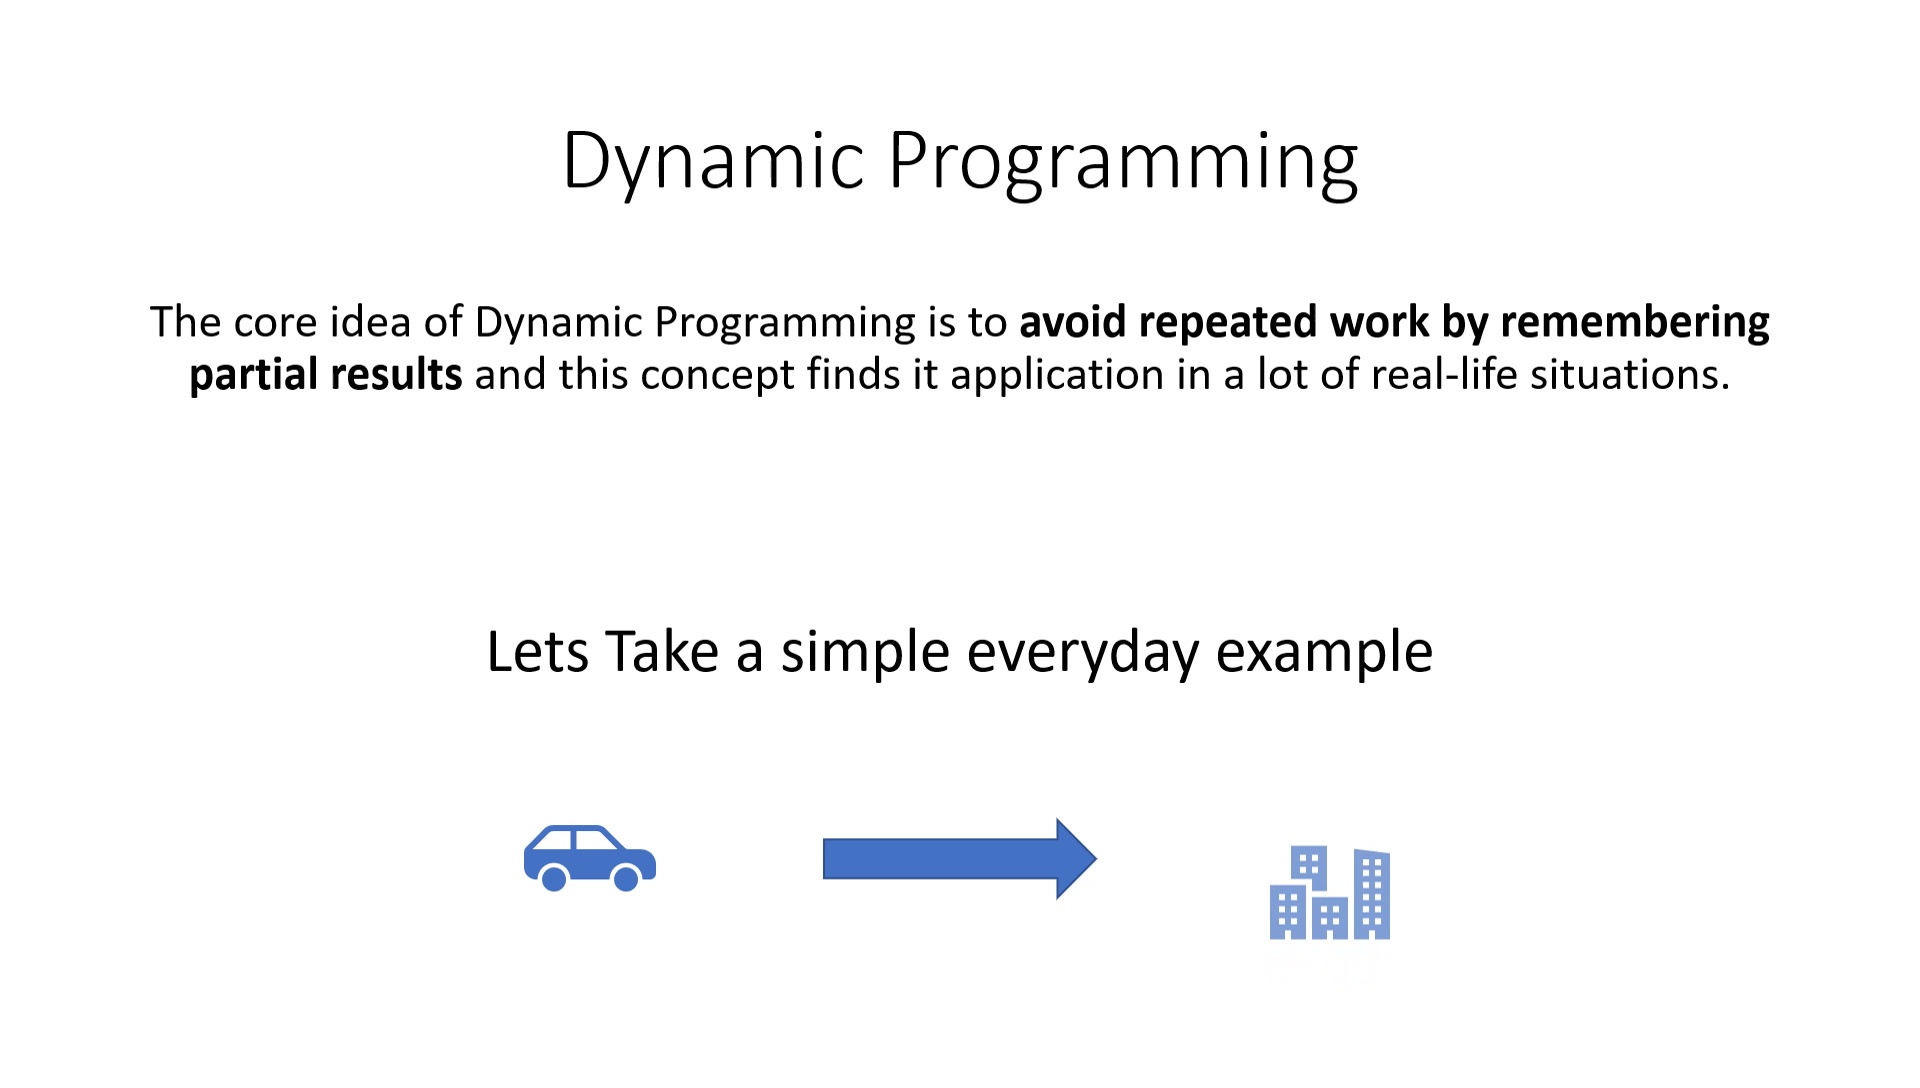 Dynamic Programming
The core idea of Dynamic Programming is to avoid repeated work by remembering
partial results and this concept finds it application in a lot of real-life situations.
Lets Take a simple everyday example